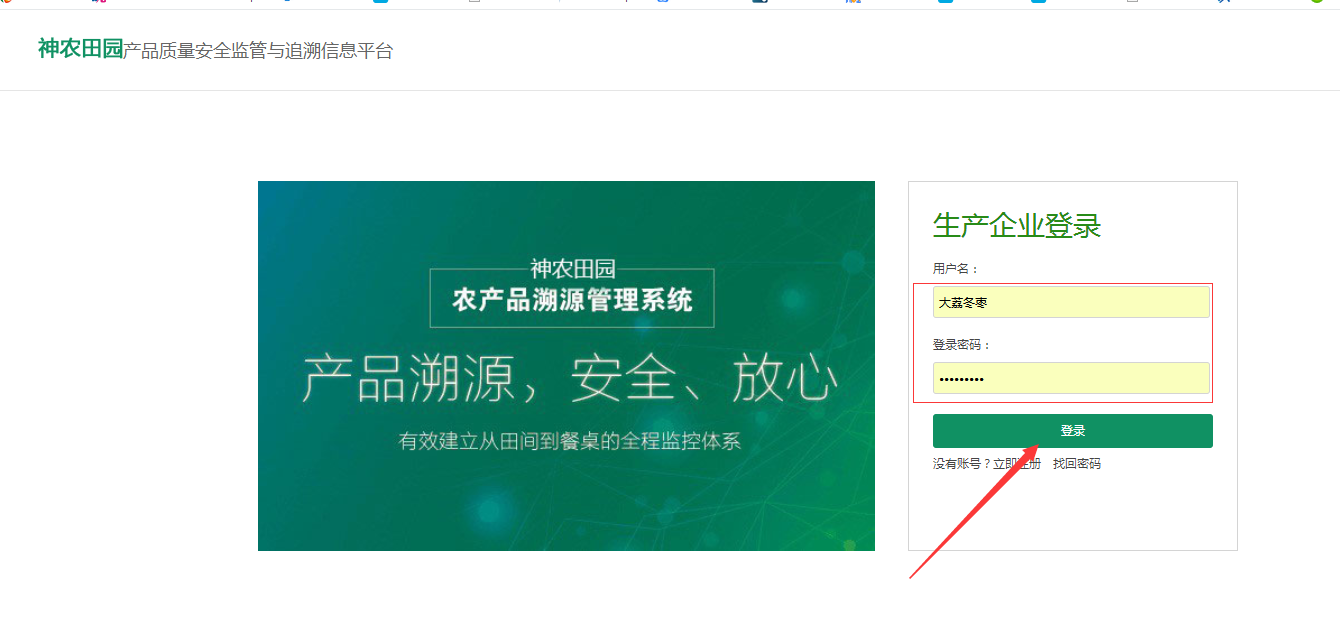 神农田园产品质量安全监管与追溯信息平台
神农田园
农产品溯源管理系统
产品溯源，安全、放心
有效建立从田间到餐桌的全程监控体系
生产企业登录
用户名：
大荔冬枣
登录密码：
•••••••••
登录
没有账号？立即注册 找回密码